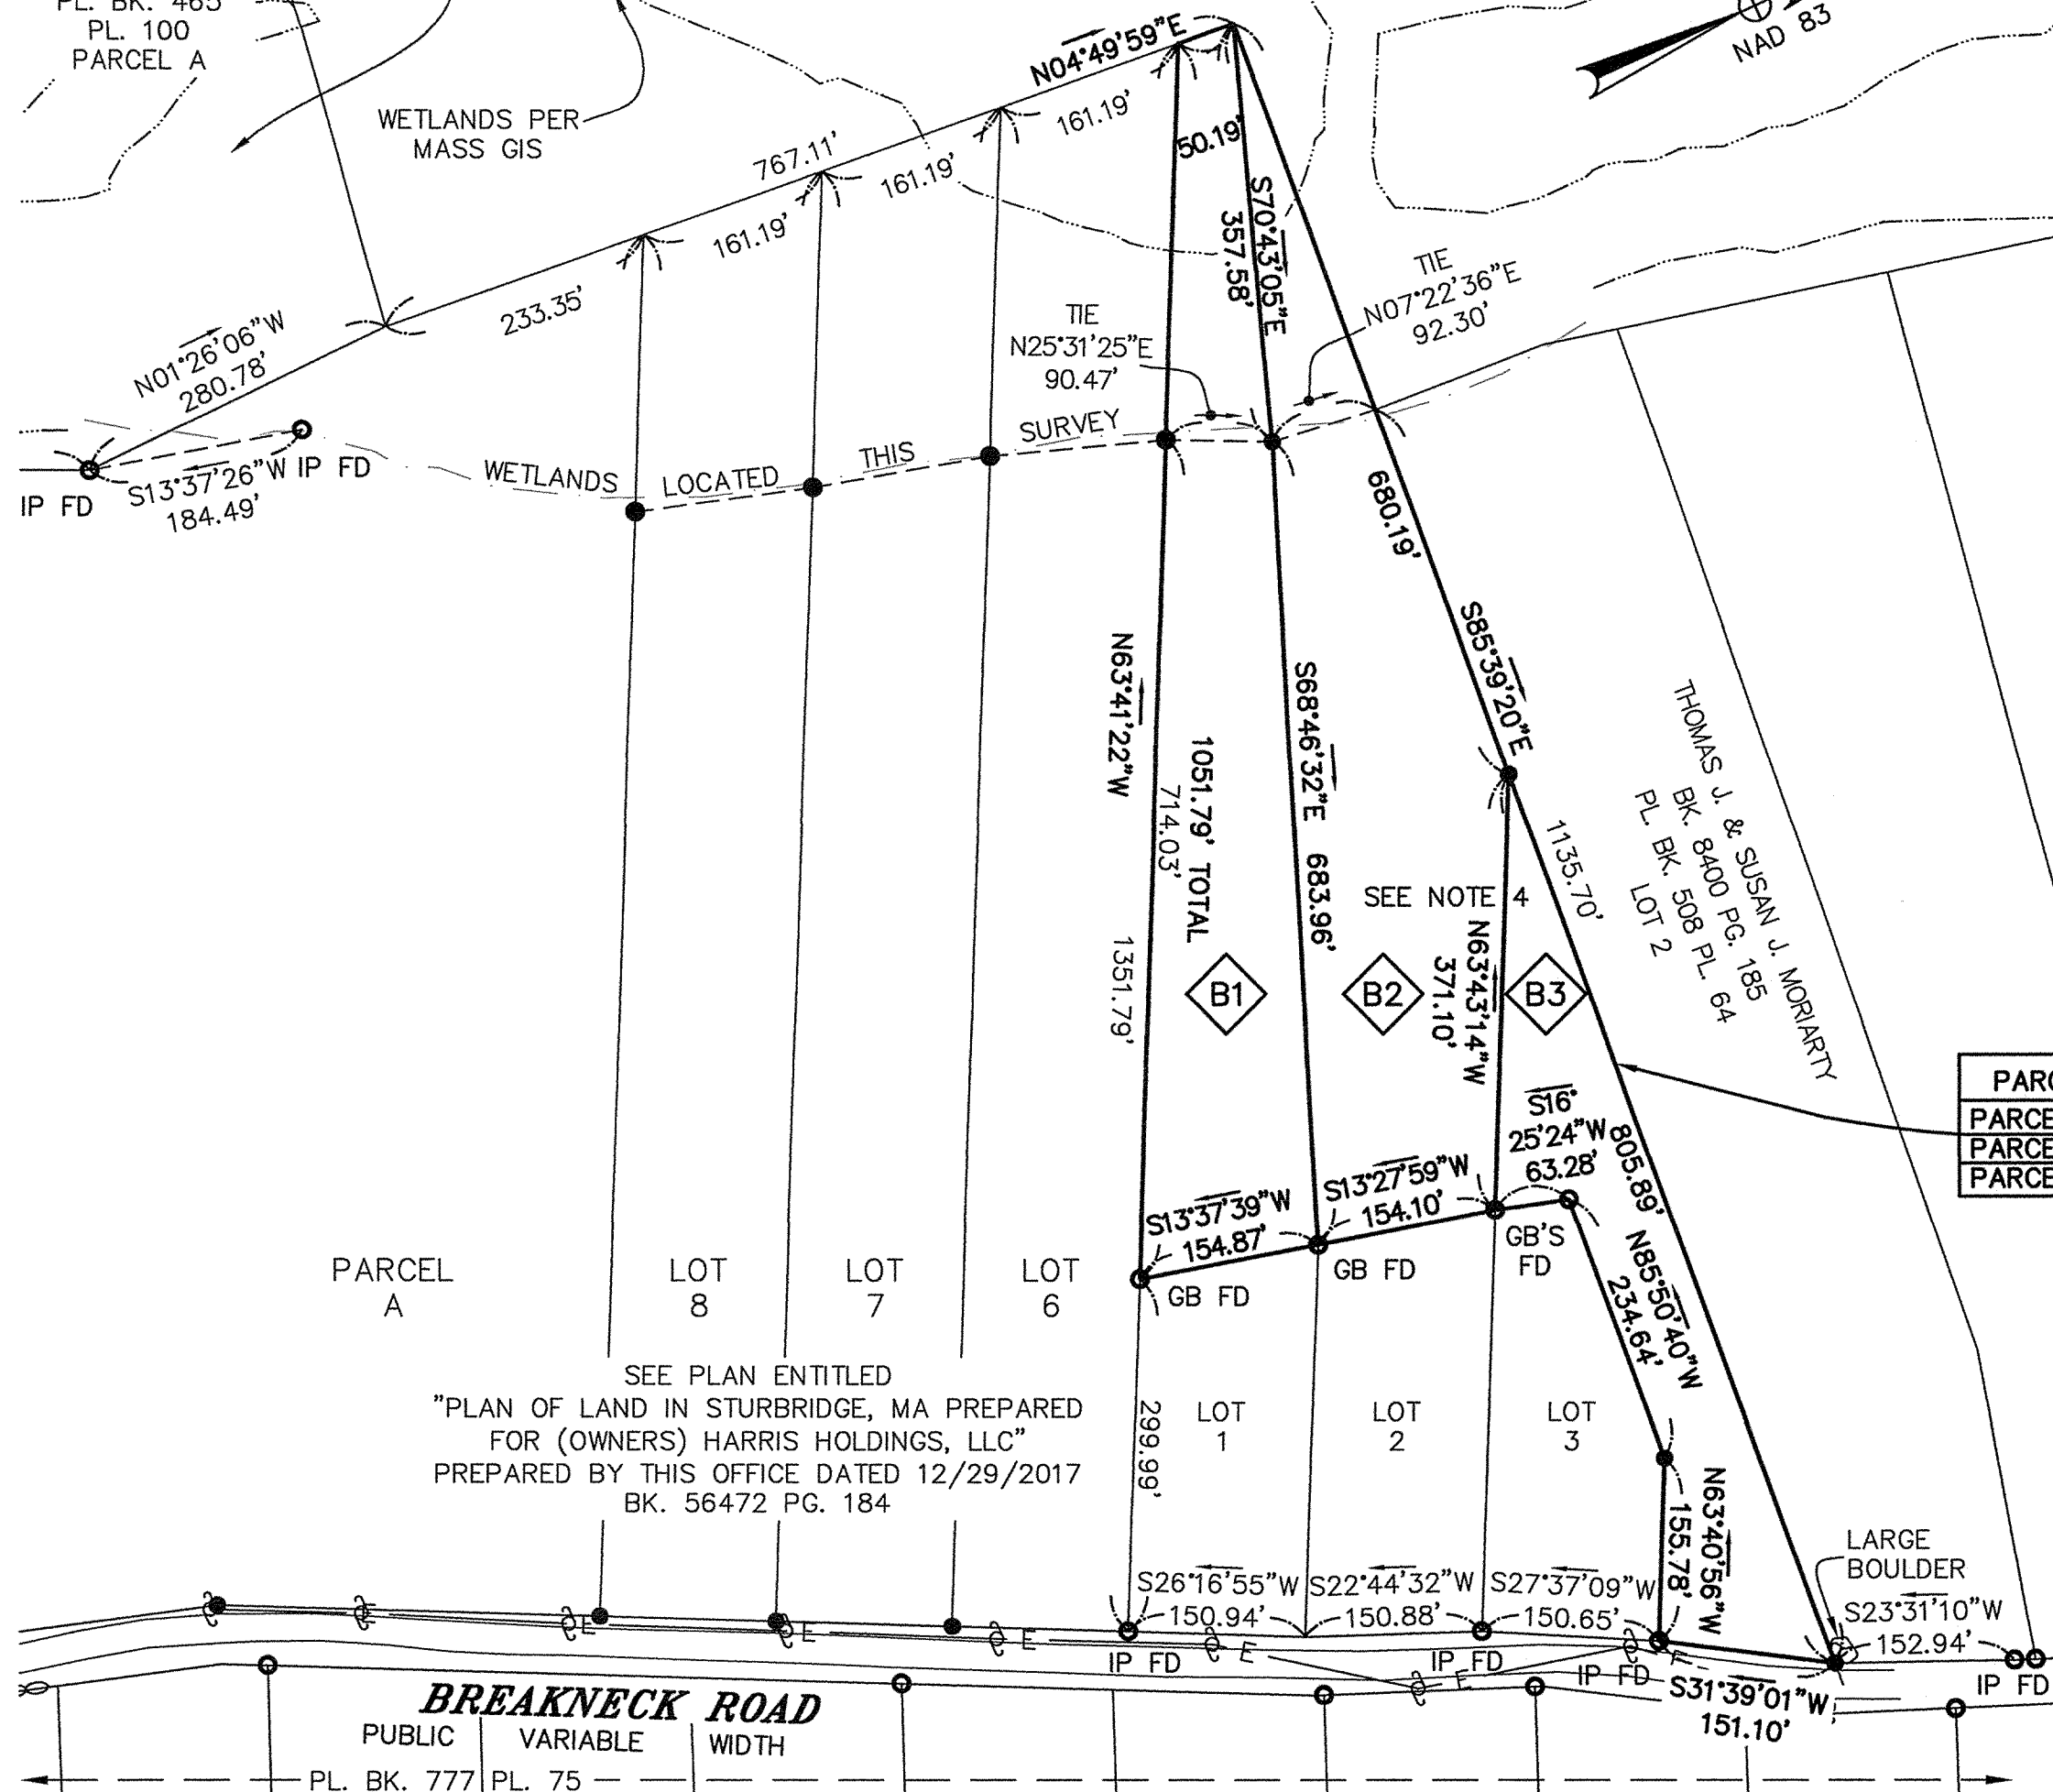 PL. BK. 465
PL. 100
PARCEL A
WETLANDS PER
MASS GIS
N04°49'59"E
NAD 83
767.11'
161.19'
161.19'
161.19'
50.19'
233.35'
N01°26'06"W
280.78'
S70°43'05"E
357.58'
TIE
N25°31'25"E
90.47'
TIE
N07°22'36"E
92.30'
IP FD
S13°37'26"W
184.49'
IP FD
WETLANDS LOCATED THIS SURVEY
680.19'
S85°39'20"E
1135.70'
805.89'
N63°41'22"W
1051.79' TOTAL
714.03'
1351.79'
S68°46'32"E 683.96'
SEE NOTE 4
N63°43'14"W
371.10'
B1
B2
B3
THOMAS J. & SUSAN J. MORIARTY
BK. 8400 PG. 185
PL. BK. 508 PL. 64
LOT 2
PARCE
PARCE
PARCE
S13°37'39"W
154.87'
S13°27'59"W
154.10'
S16°
25'24"W
63.28'
GB FD
GB FD
GB'S
FD
N85°50'40"W
234.64'
PARCEL
A
LOT
8
LOT
7
LOT
6
SEE PLAN ENTITLED
"PLAN OF LAND IN STURBRIDGE, MA PREPARED
FOR (OWNERS) HARRIS HOLDINGS, LLC"
PREPARED BY THIS OFFICE DATED 12/29/2017
BK. 56472 PG. 184
299.99'
LOT
1
LOT
2
LOT
3
N63°40'56"W
155.78'
LARGE
BOULDER
S26°16'55"W
150.94'
S22°44'32"W
150.88'
S27°37'09"W
150.65'
S23°31'10"W
152.94'
E
E
E
E
E
E
E
IP FD
IP FD
IP FD
IP FD
S31°39'01"W
151.10'
BREAKNECK ROAD
PUBLIC VARIABLE WIDTH
PL. BK. 777 PL. 75